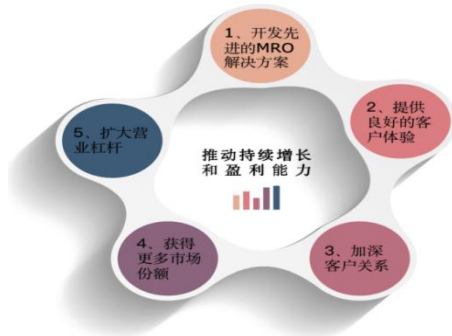 1、开发先
进的MRO
解决方案
2、提供
良好的客
户体验
3、加深
客户关系
4、获得
更多市场
份额
5、扩大营
业杠杆
推动持续增长
和盈利能力